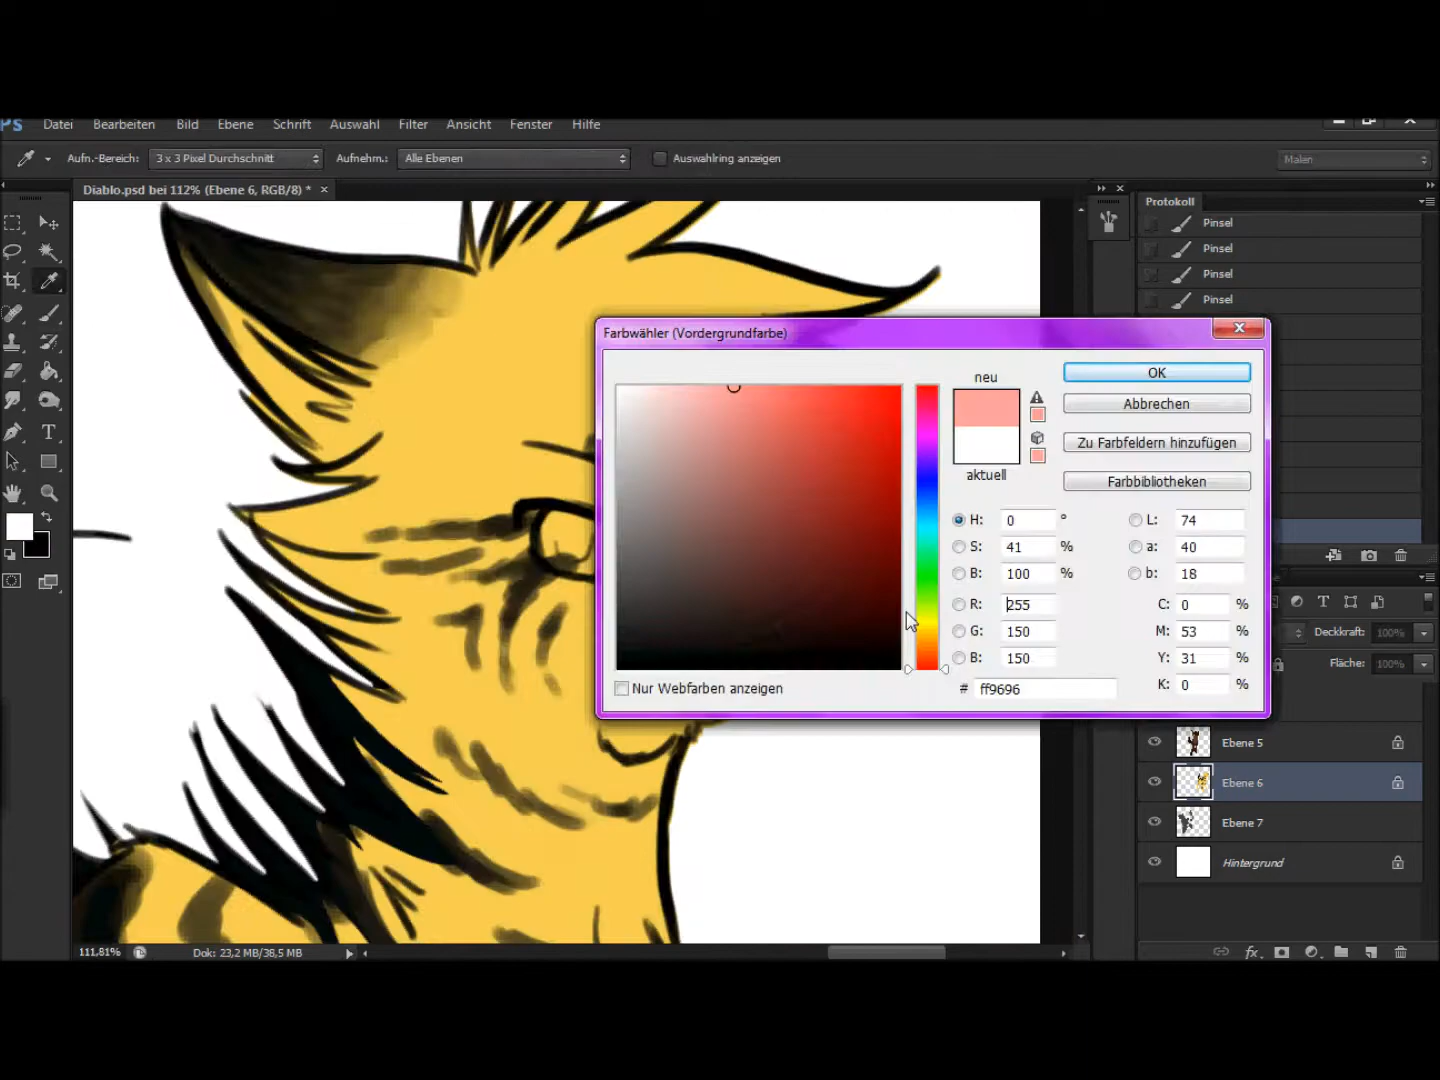 PS Datei Bearbeiten Bild Ebene Schrift Auswahl Filter Ansicht Fenster Hilfe
Aufn.-Bereich: 3 x 3 Pixel Durchschnitt Aufnehm.: Alle Ebenen Auswahlring anzeigen Malen
Diablo.psd bei 112% (Ebene 6, RGB/8) *
Protokoll
Pinsel
Pinsel
Pinsel
Pinsel
Farbwähler (Vordergrundfarbe)
neu
aktuell
OK
Abbrechen
Zu Farbfeldern hinzufügen
Farbbibliotheken
H: 0 °
S: 41 %
B: 100 %
R: 255
G: 150
B: 150
L: 74
a: 40
b: 18
C: 0 %
M: 53 %
Y: 31 %
K: 0 %
Nur Webfarben anzeigen
# ff9696
Deckkraft: 100%
Fläche: 100%
Ebene 5
Ebene 6
Ebene 7
Hintergrund
111,81% Dok: 23,2 MB/38,5 MB